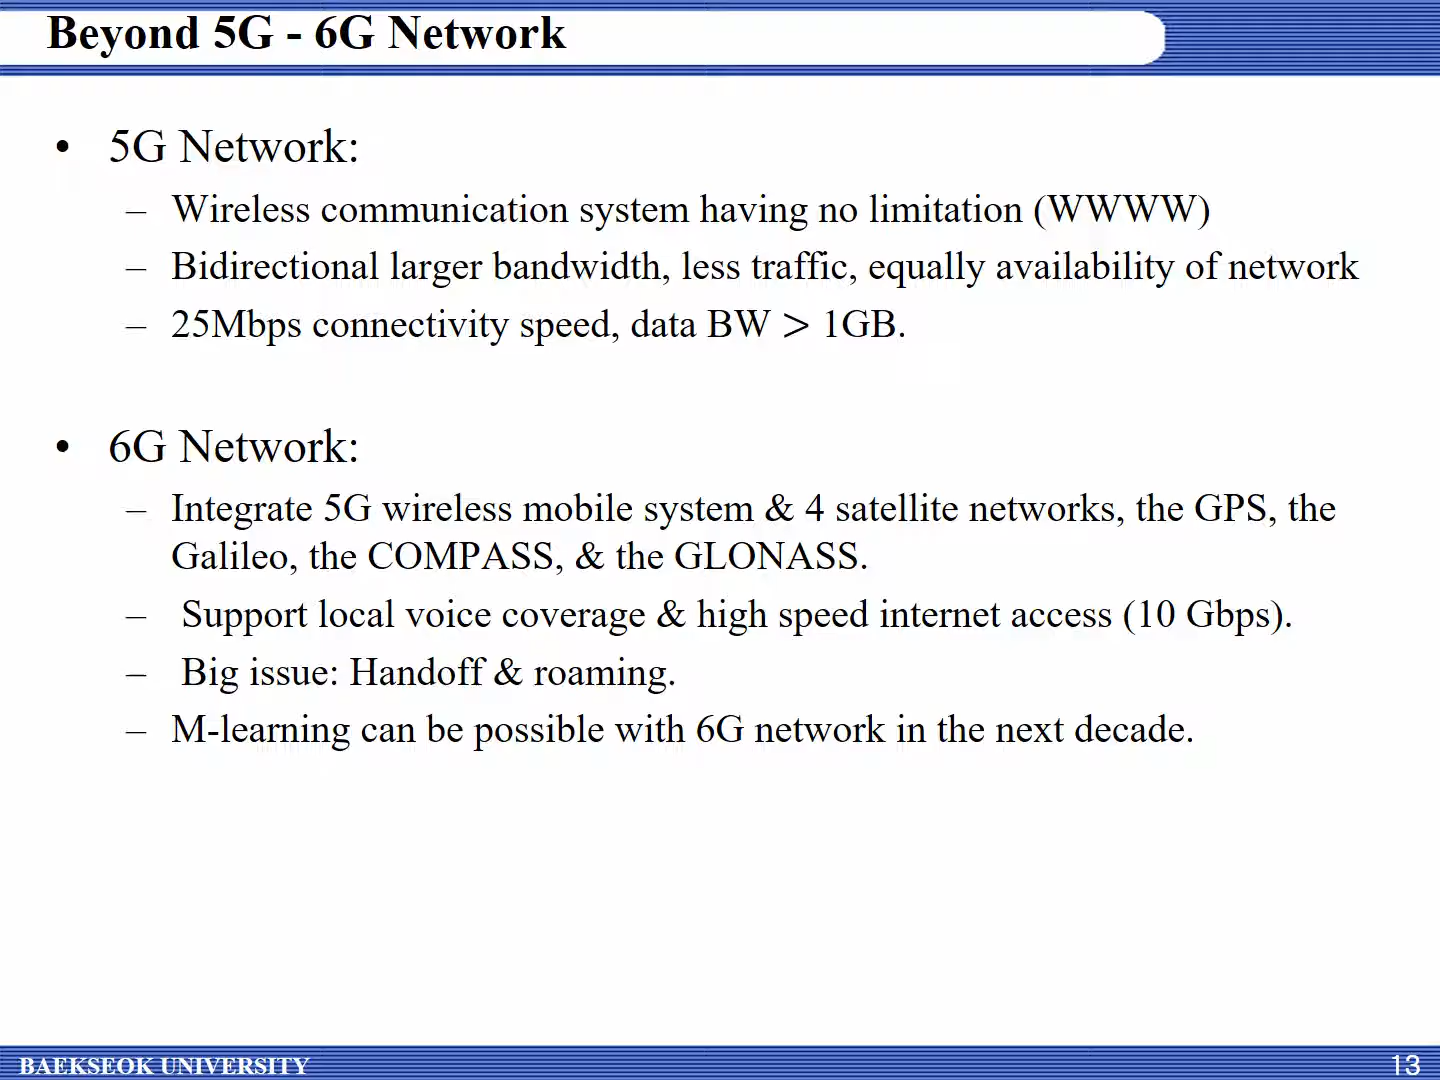 Beyond 5G - 6G Network
• 5G Network:
– Wireless communication system having no limitation (WWWW)
– Bidirectional larger bandwidth, less traffic, equally availability of network
– 25Mbps connectivity speed, data BW > 1GB.
• 6G Network:
– Integrate 5G wireless mobile system & 4 satellite networks, the GPS, the
Galileo, the COMPASS, & the GLONASS.
– Support local voice coverage & high speed internet access (10 Gbps).
– Big issue: Handoff & roaming.
– M-learning can be possible with 6G network in the next decade.
BAEKSEOK UNIVERSITY
13